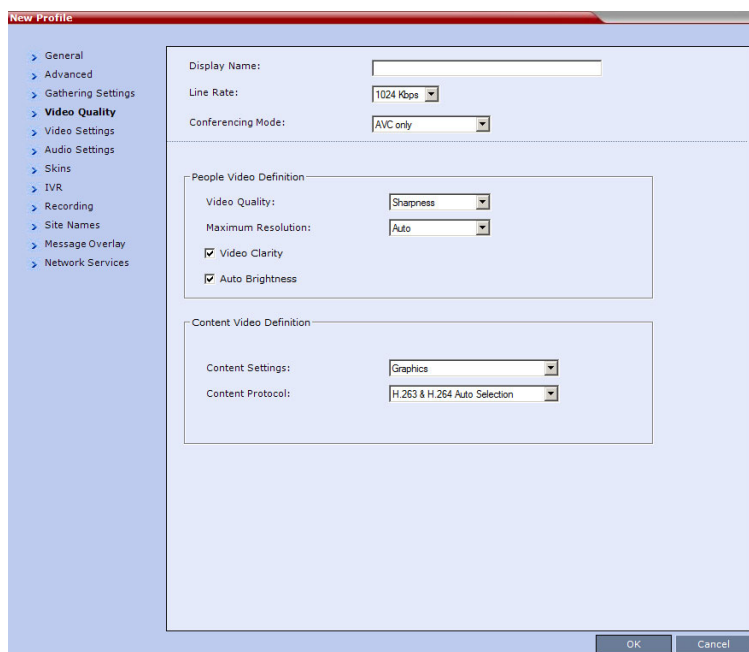 New Profile
General
Advanced
Gathering Settings
Video Quality
Video Settings
Audio Settings
Skins
IVR
Recording
Site Names
Message Overlay
Network Services
Display Name:
Line Rate: 1024 Kbps
Conferencing Mode: AVC only
People Video Definition
Video Quality: Sharpness
Maximum Resolution: Auto
Video Clarity
Auto Brightness
Content Video Definition
Content Settings: Graphics
Content Protocol: H.263 & H.264 Auto Selection
OK Cancel